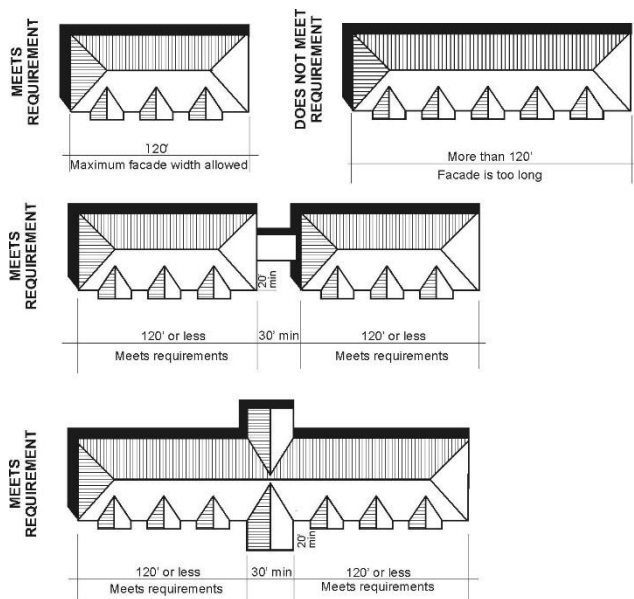 MEETS
REQUIREMENT
120'
Maximum facade width allowed
DOES NOT MEET
REQUIREMENT
More than 120'
Facade is too long
MEETS
REQUIREMENT
20'
min
120' or less
30' min
120' or less
Meets requirements
Meets requirements
MEETS
REQUIREMENT
20'
min
120' or less
30' min
120' or less
Meets requirements
Meets requirements